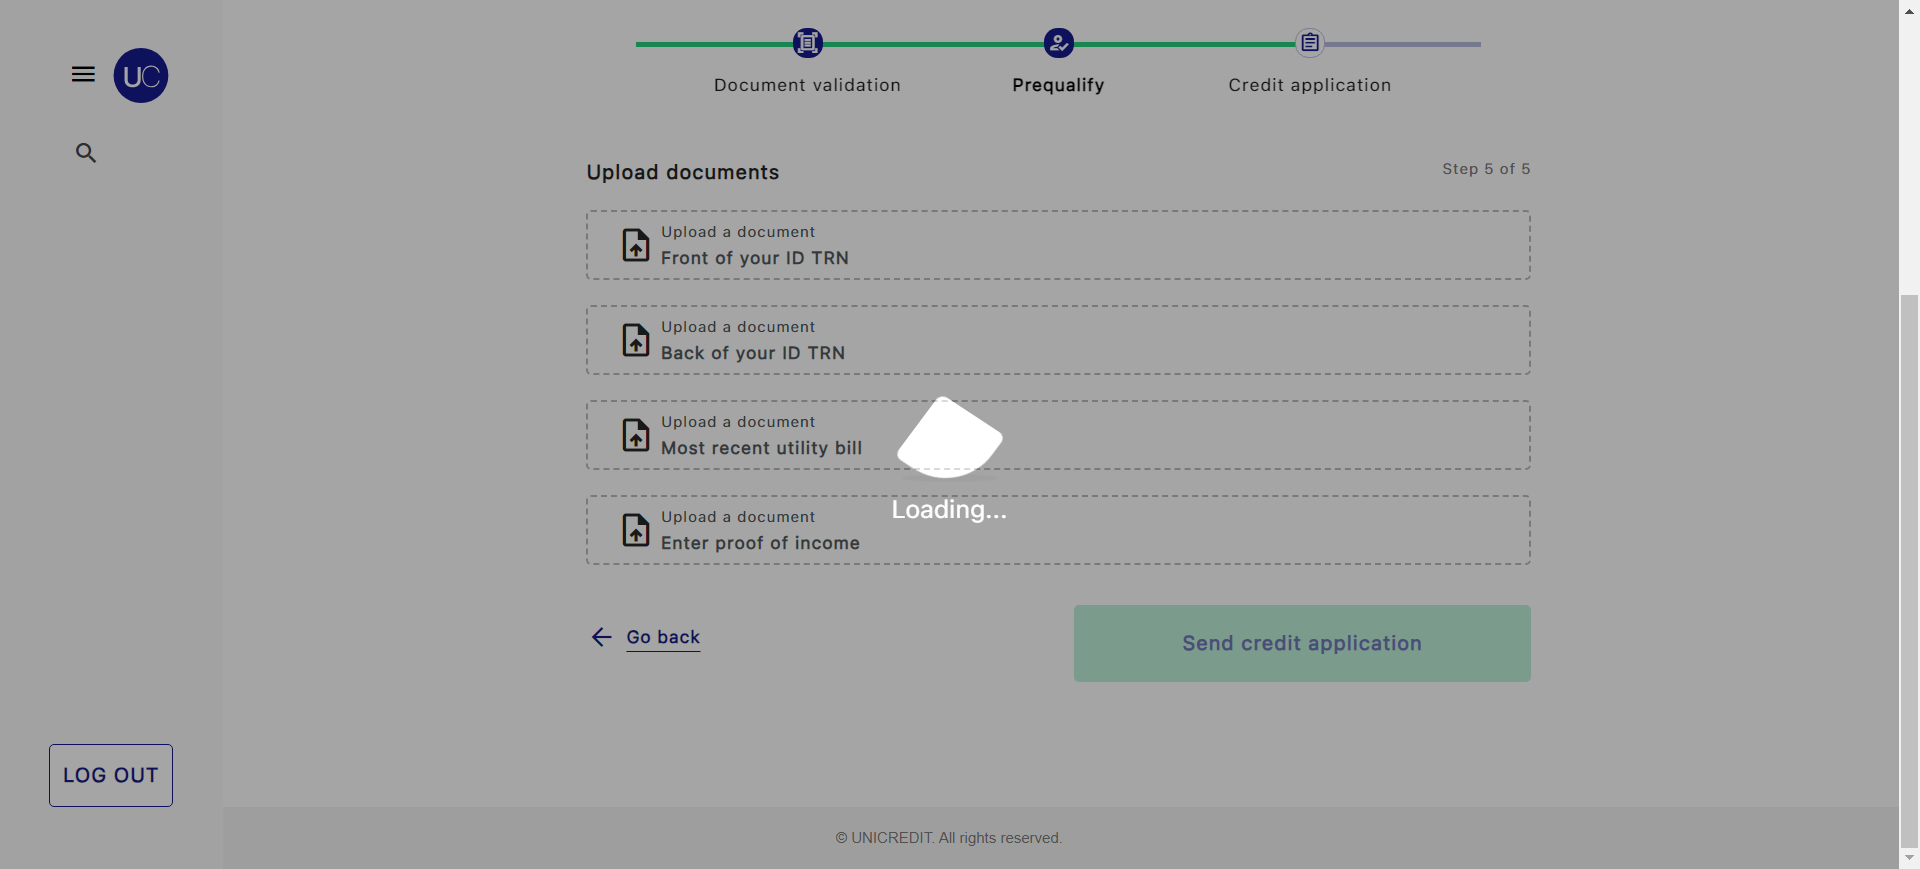 UC
Document validation
Prequalify
Credit application
Upload documents
Step 5 of 5
Upload a document
Front of your ID TRN
Upload a document
Back of your ID TRN
Upload a document
Most recent utility bill
Loading...
Upload a document
Enter proof of income
Go back
Send credit application
LOG OUT
© UNICREDIT. All rights reserved.